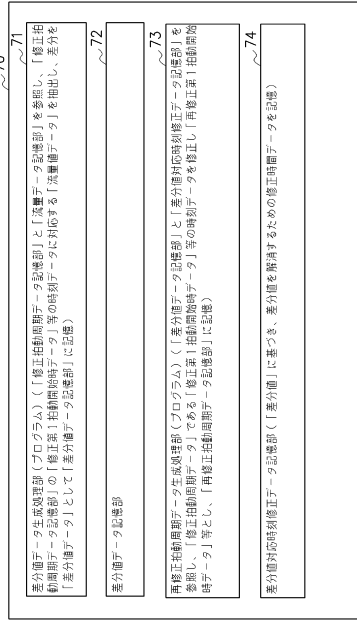 70
71
差分値データ生成処理部(プログラム)(「修正拍動周期データ記憶部」と「流量データ記憶部」を参照し、「修正拍
動周期データ記憶部」の「修正第1拍動開始時データ」等の時刻データに対応する「流量値データ」を抽出し、差分を
「差分値データ」として「差分値データ記憶部」に記憶)
72
差分値データ記憶部
73
再修正拍動周期データ生成処理部(プログラム)(「差分値データ記憶部」と「差分値対応時刻修正データ記憶部」を
参照し、「修正拍動周期データ」である「修正第1拍動開始時データ」等の時刻データを修正し「再修正第1拍動開始
時データ」等とし、「再修正拍動周期データ記憶部」に記憶)
74
差分値対応時刻修正データ記憶部(「差分値」に基づき、差分値を解消するための修正時間データを記憶)